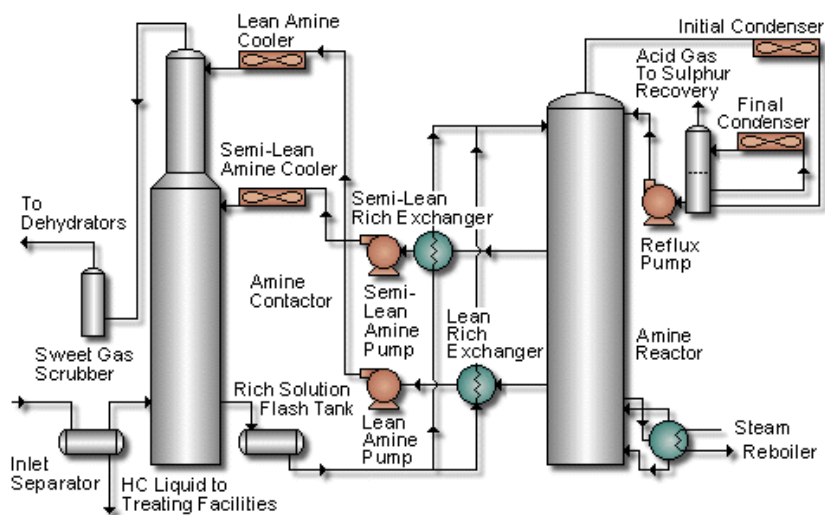 Lean Amine
Cooler
Initial Condenser
Acid Gas
To Sulphur
Recovery
Final
Condenser
Semi-Lean
Amine Cooler
Semi-Lean
Rich Exchanger
To
Dehydrators
Reflux
Pump
Amine
Contactor
Semi-
Lean
Amine
Pump
Lean
Rich
Exchanger
Amine
Reactor
Sweet Gas
Scrubber
Rich Solution
Flash Tank
Lean
Amine
Pump
Steam
Reboiler
Inlet
Separator
HC Liquid to
Treating Facilities